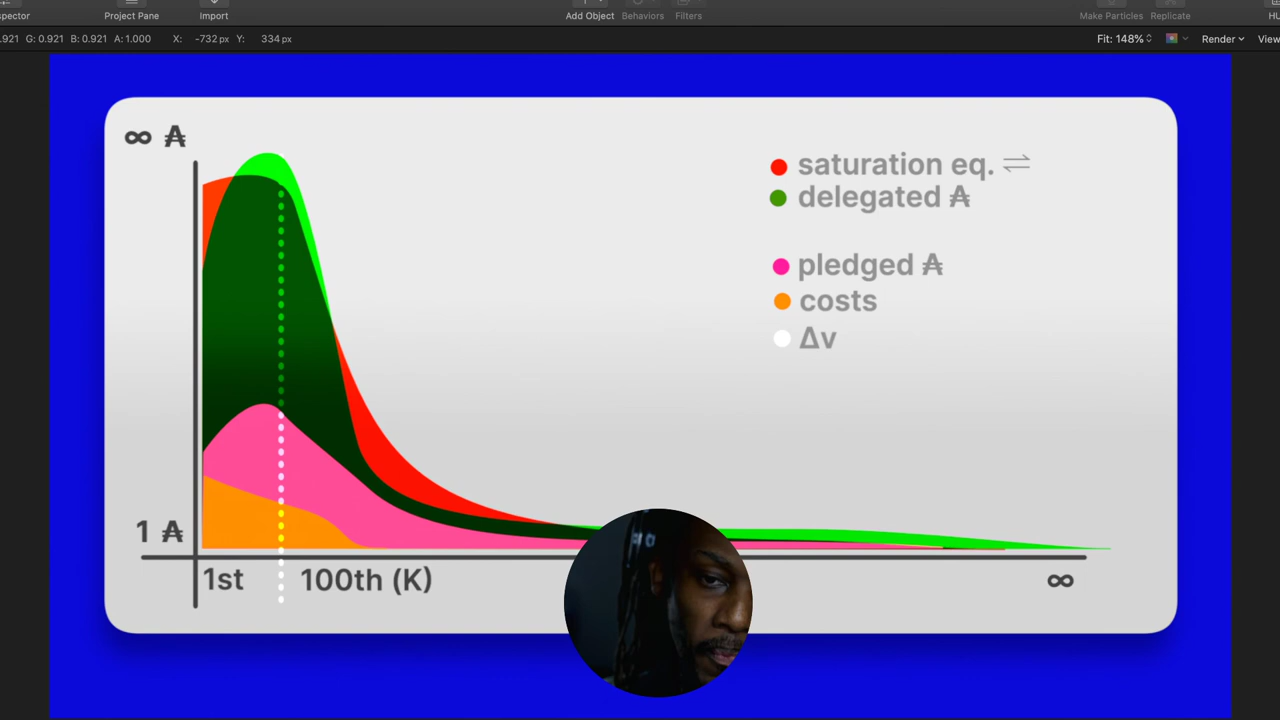 Project Pane Import Add Object Behaviors Filters Make Particles Replicate
.921 G: 0.921 B: 0.921 A: 1.000 X: -732 px Y: 334 px Fit: 148% Render View
∞ ₳
saturation eq. ⇌
delegated ₳
pledged ₳
costs
Δv
1 ₳
1st 100th (K) ∞